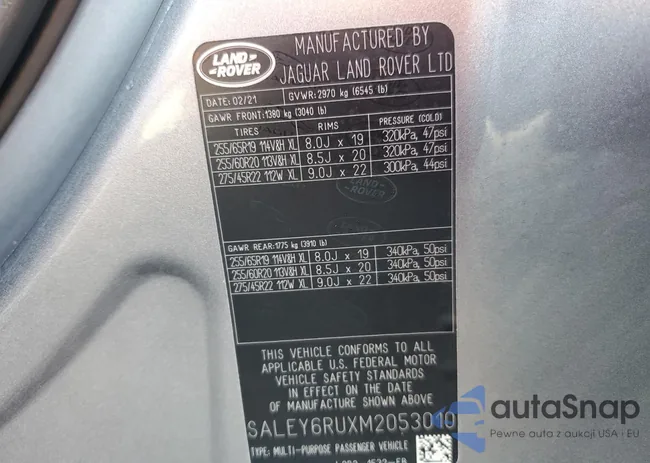 LAND
ROVER
MANUFACTURED BY
JAGUAR LAND ROVER LTD
DATE: 02/21 GVWR: 2970 kg (6545 lb)
GAWR FRONT: 1380 kg (3040 lb)
TIRES RIMS PRESSURE (COLD)
255/65R19 114V&H XL 8.0J x 19 320kPa, 47psi
255/60R20 113V&H XL 8.5J x 20 320kPa, 47psi
275/45R22 112W XL 9.0J x 22 300kPa, 44psi
GAWR REAR: 1775 kg (3910 lb)
255/65R19 114V&H XL 8.0J x 19 340kPa, 50psi
255/60R20 113V&H XL 8.5J x 20 340kPa, 50psi
275/45R22 112W XL 9.0J x 22 340kPa, 50psi
THIS VEHICLE CONFORMS TO ALL
APPLICABLE U.S. FEDERAL MOTOR
VEHICLE SAFETY STANDARDS
IN EFFECT ON THE DATE
OF MANUFACTURE SHOWN ABOVE
SALEY6RUXM2053010
TYPE: MULTI-PURPOSE PASSENGER VEHICLE
autoSnap
Pewne auta z aukcji USA - EU